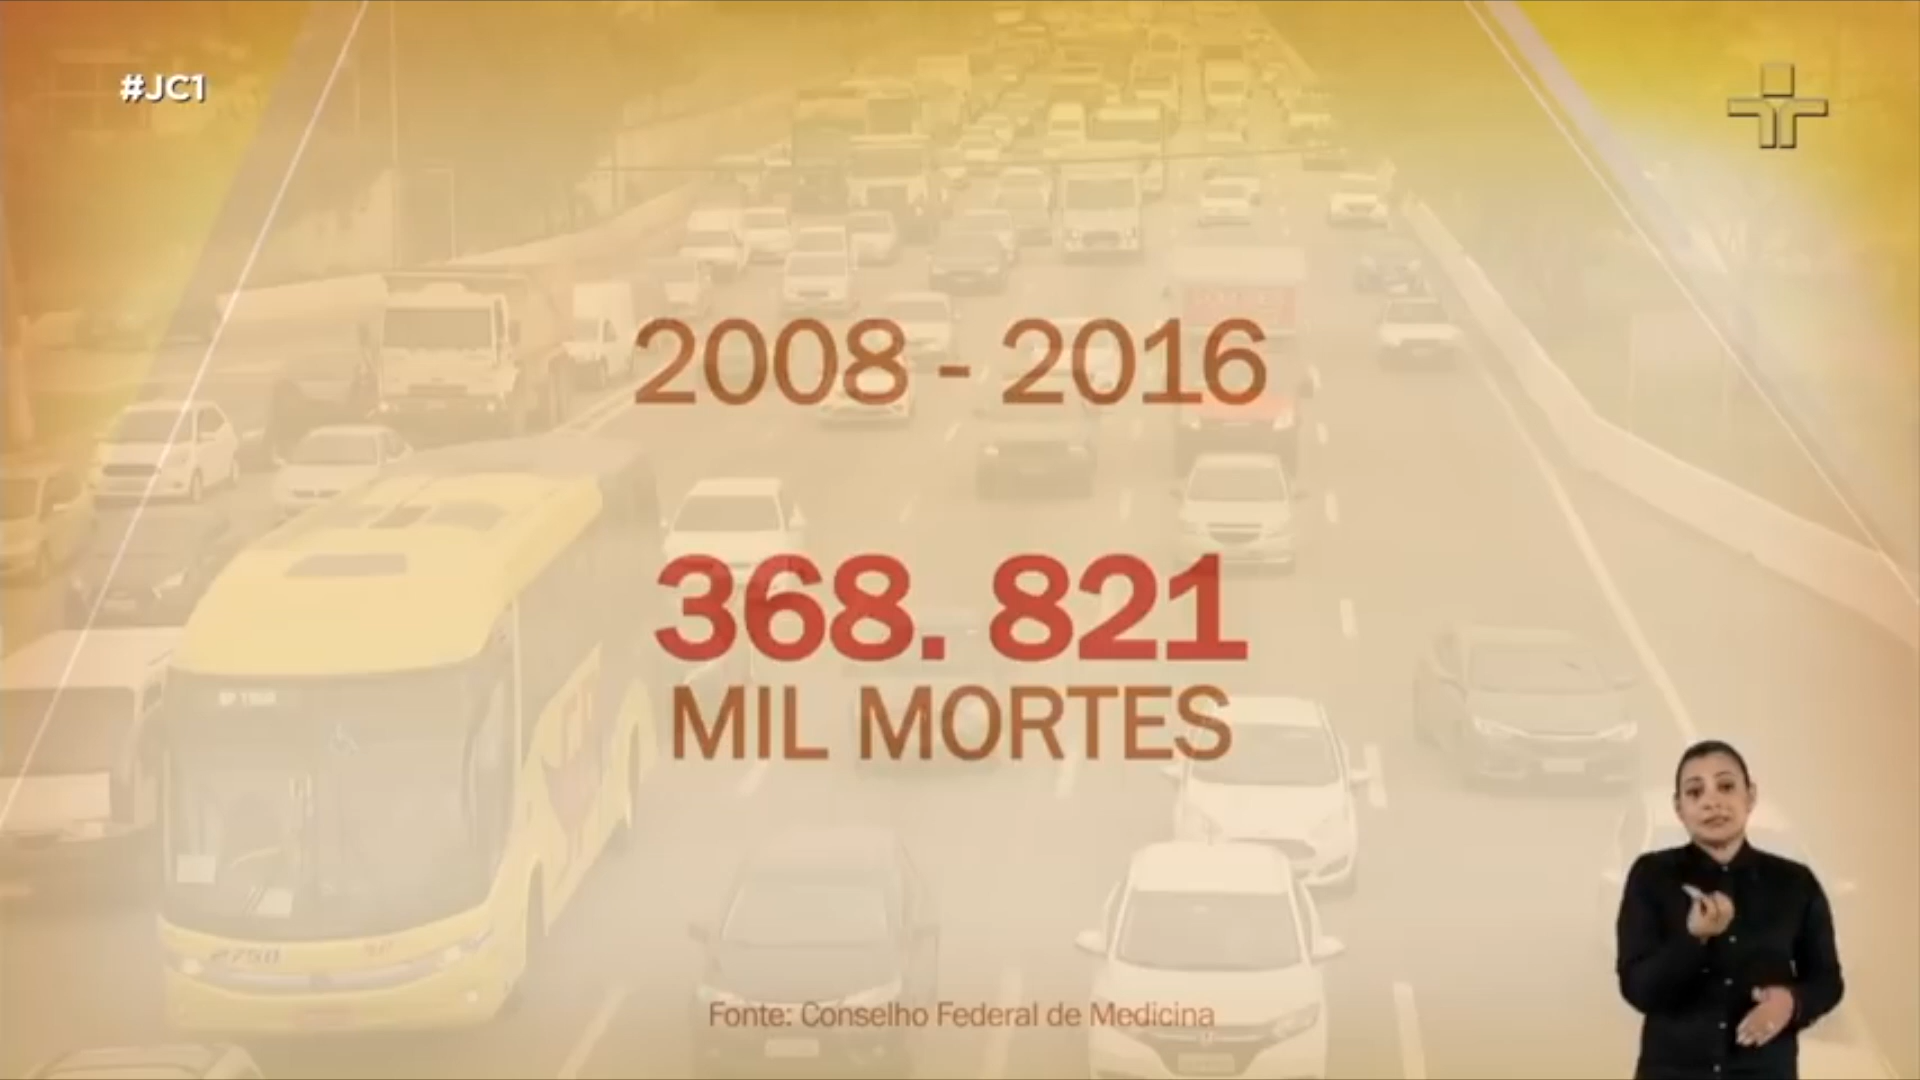 #JC1
2008 - 2016
368. 821
MIL MORTES
Fonte: Conselho Federal de Medicina